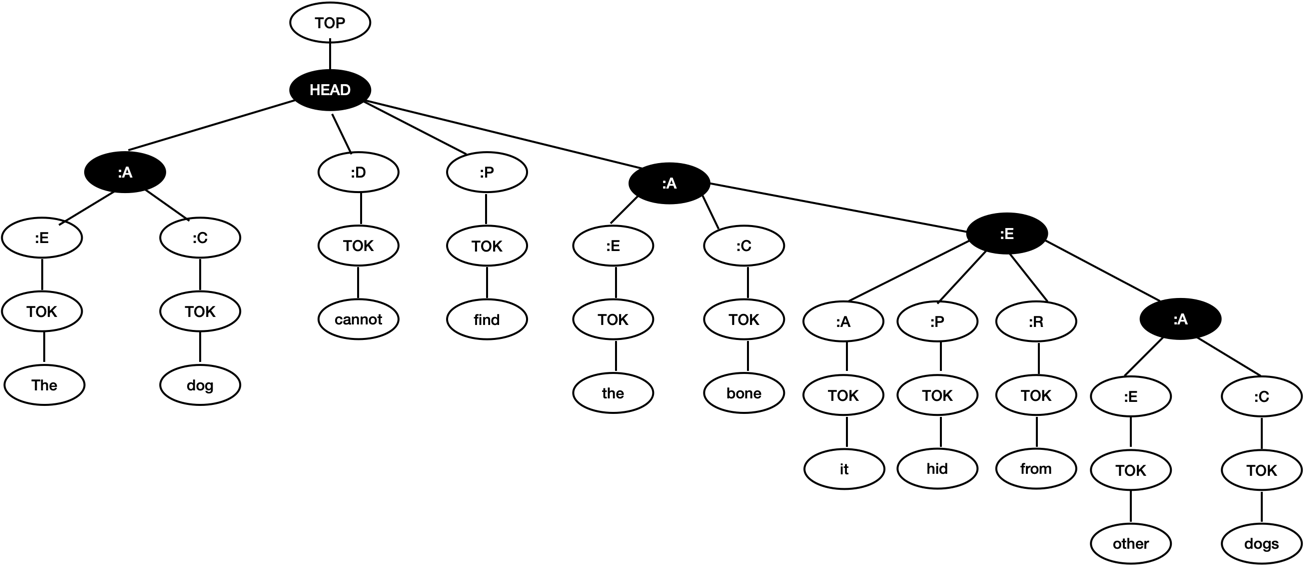 TOP
HEAD
:A :D :P :A
:E :C TOK TOK :E :C :E
TOK TOK cannot find TOK TOK :A :P :R :A
The dog the bone TOK TOK TOK :E :C
it hid from TOK TOK
other dogs